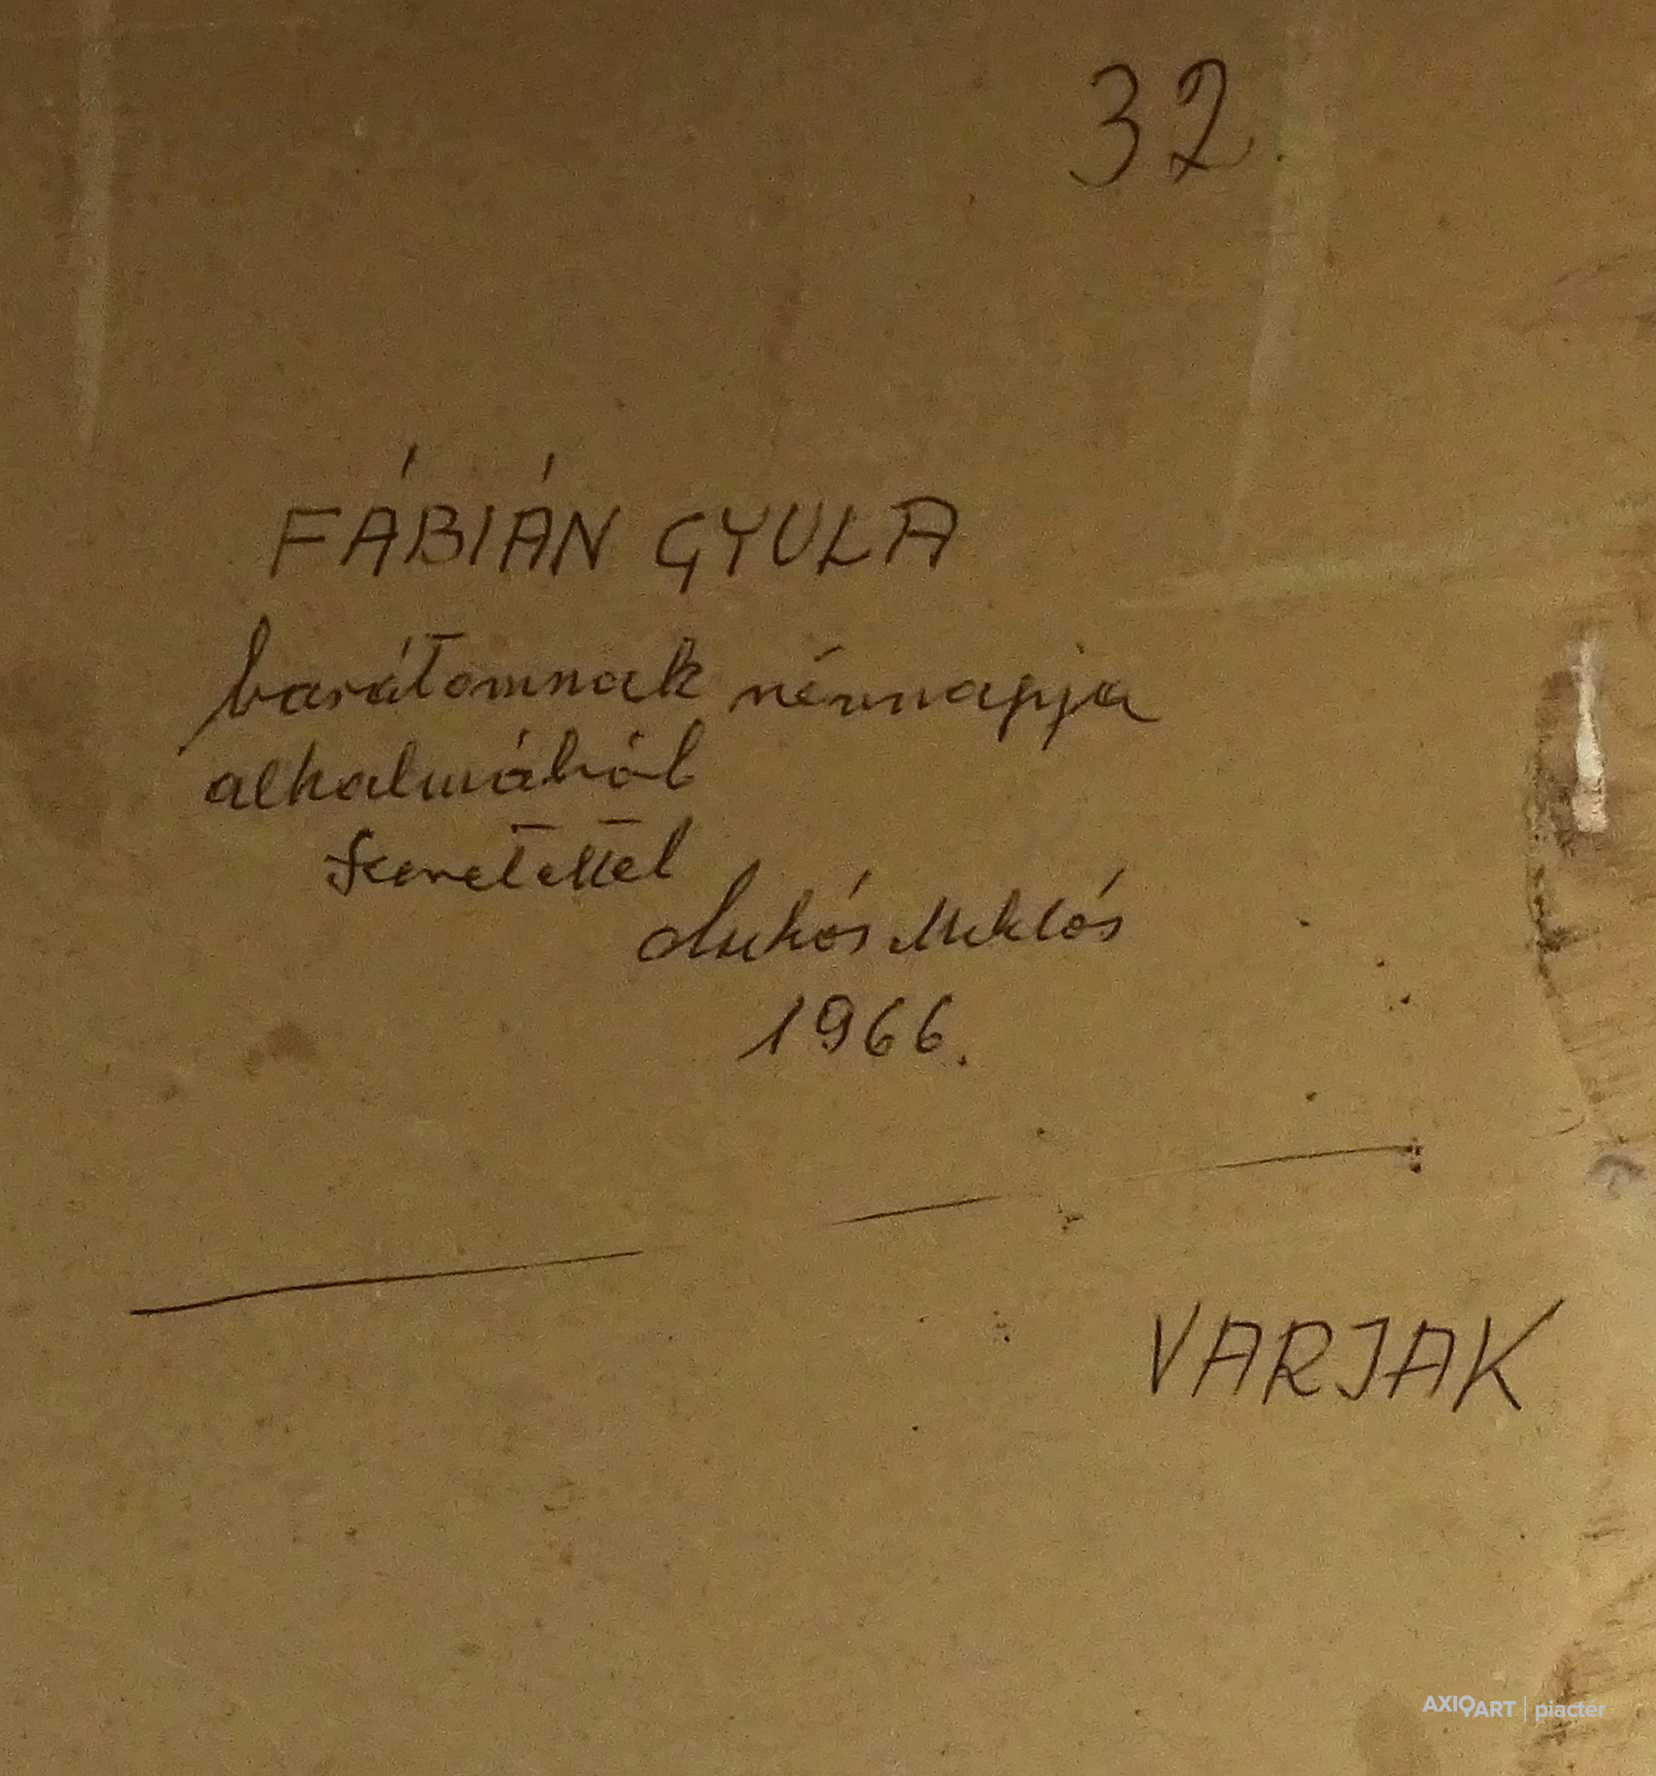 32.
FÁBIÁN GYULA
barátomnak névnapja
alkalmából
szeretettel
Lukós Miklós
1966.
VARJAK
AXIOART | piactér